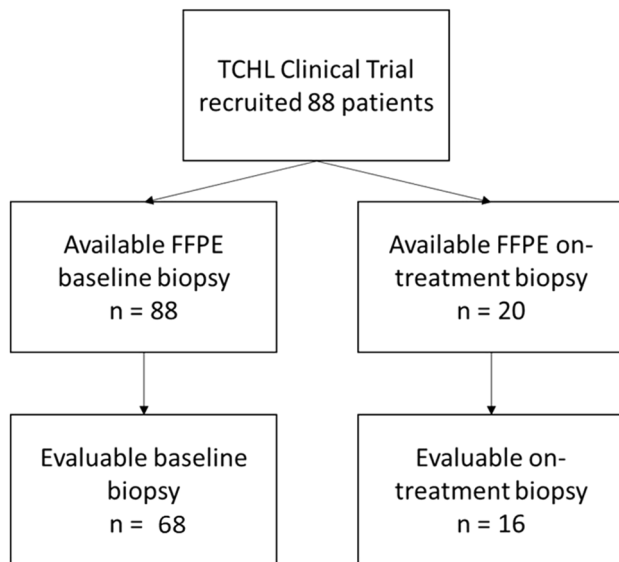 TCHL Clinical Trial
recruited 88 patients
Available FFPE
baseline biopsy
n = 88
Available FFPE on-
treatment biopsy
n = 20
Evaluable baseline
biopsy
n = 68
Evaluable on-
treatment biopsy
n = 16